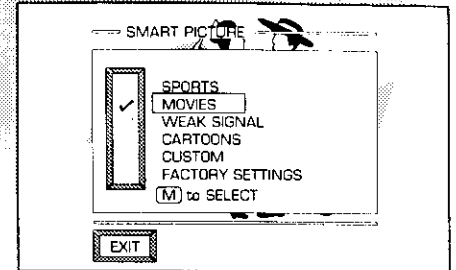 SMART PICTURE
SPORTS
MOVIES
WEAK SIGNAL
CARTOONS
CUSTOM
FACTORY SETTINGS
M to SELECT
EXIT